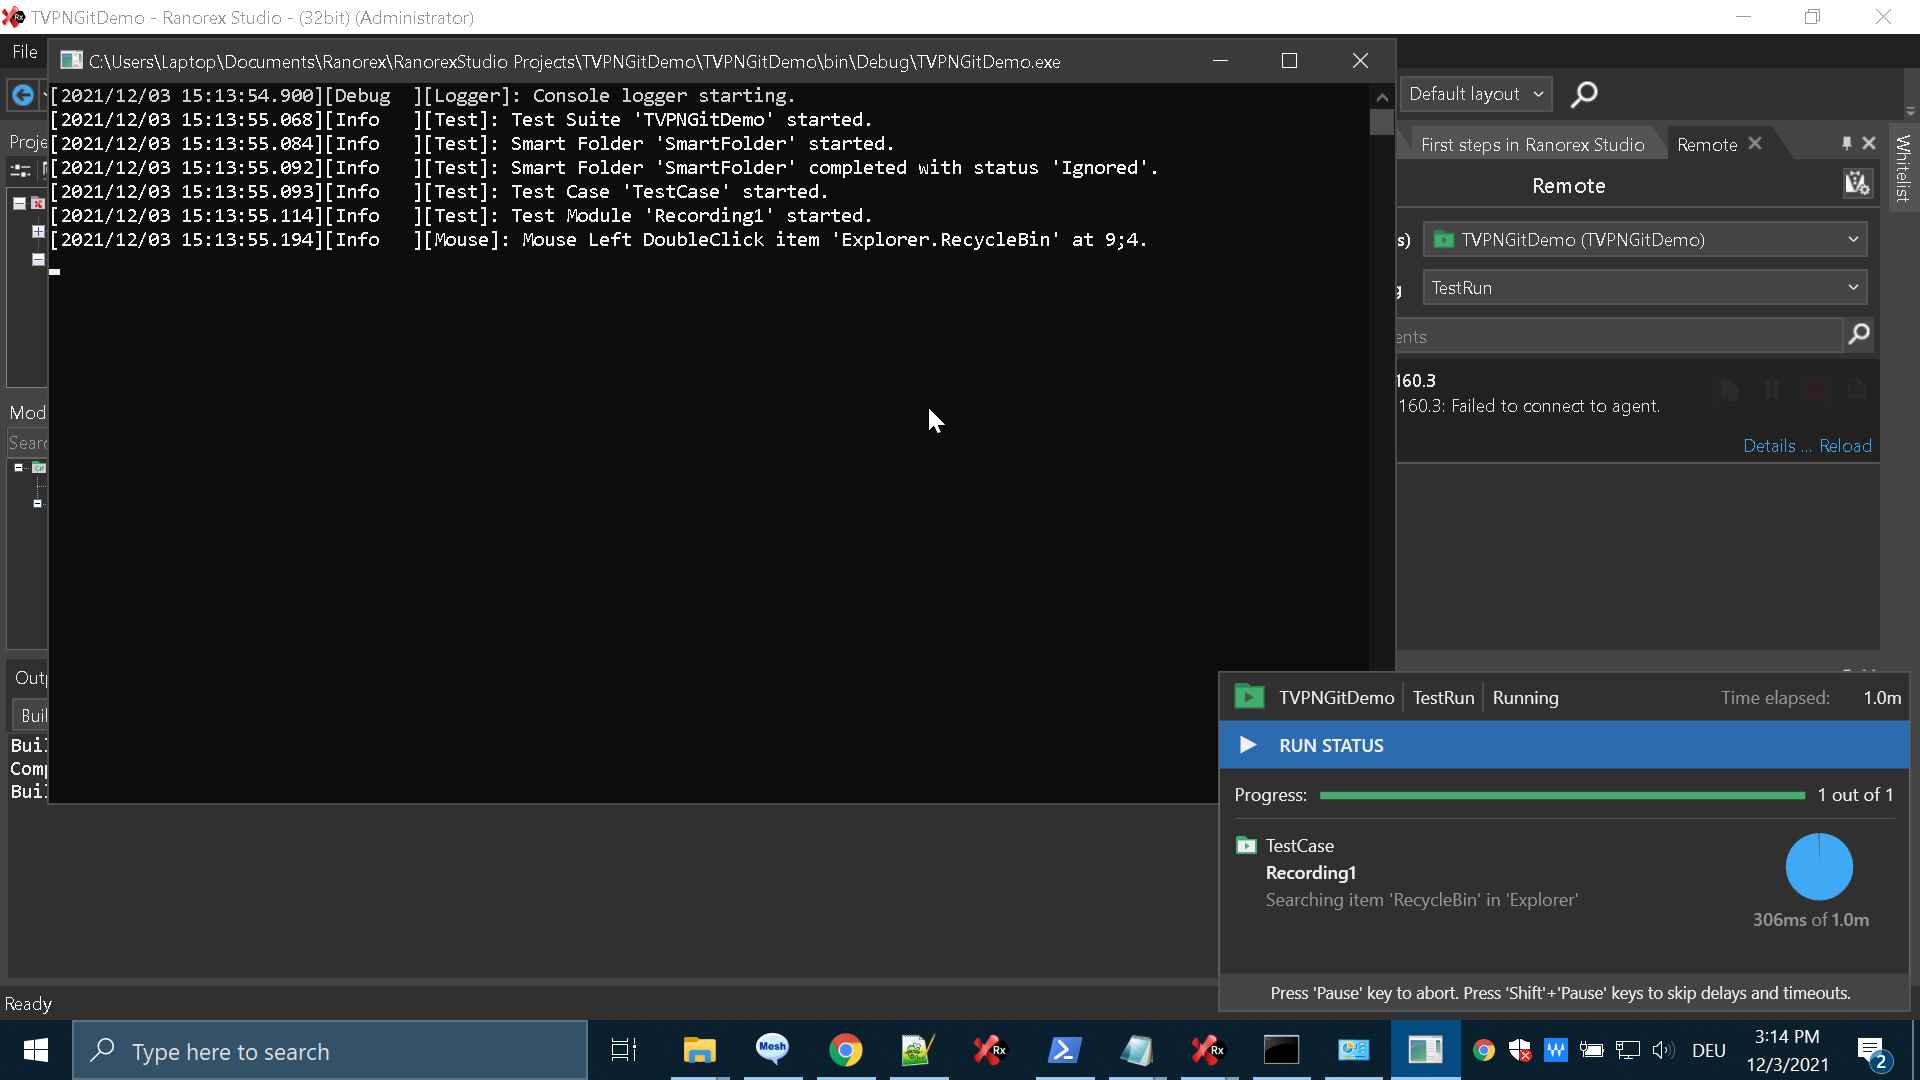 TVPNGitDemo - Ranorex Studio - (32bit) (Administrator)
File
C:\Users\Laptop\Documents\Ranorex\RanorexStudio Projects\TVPNGitDemo\TVPNGitDemo\bin\Debug\TVPNGitDemo.exe
[2021/12/03 15:13:54.900][Debug  ][Logger]: Console logger starting.
[2021/12/03 15:13:55.068][Info   ][Test]: Test Suite 'TVPNGitDemo' started.
[2021/12/03 15:13:55.084][Info   ][Test]: Smart Folder 'SmartFolder' started.
[2021/12/03 15:13:55.092][Info   ][Test]: Smart Folder 'SmartFolder' completed with status 'Ignored'.
[2021/12/03 15:13:55.093][Info   ][Test]: Test Case 'TestCase' started.
[2021/12/03 15:13:55.114][Info   ][Test]: Test Module 'Recording1' started.
[2021/12/03 15:13:55.194][Info   ][Mouse]: Mouse Left DoubleClick item 'Explorer.RecycleBin' at 9;4.
Default layout
Proje
First steps in Ranorex Studio
Remote
Whitelist
Remote
s) TVPNGitDemo (TVPNGitDemo)
g TestRun
ents
160.3
160.3: Failed to connect to agent.
Details ... Reload
Mod
Searc
Outp
Buil
Buil
Comp
Buil
TVPNGitDemo TestRun Running Time elapsed: 1.0m
RUN STATUS
Progress: 1 out of 1
TestCase
Recording1
Searching item 'RecycleBin' in 'Explorer'
306ms of 1.0m
Press 'Pause' key to abort. Press 'Shift'+'Pause' keys to skip delays and timeouts.
Ready
Type here to search
Mesh
Rx
Rx
W
DEU
3:14 PM
12/3/2021
2